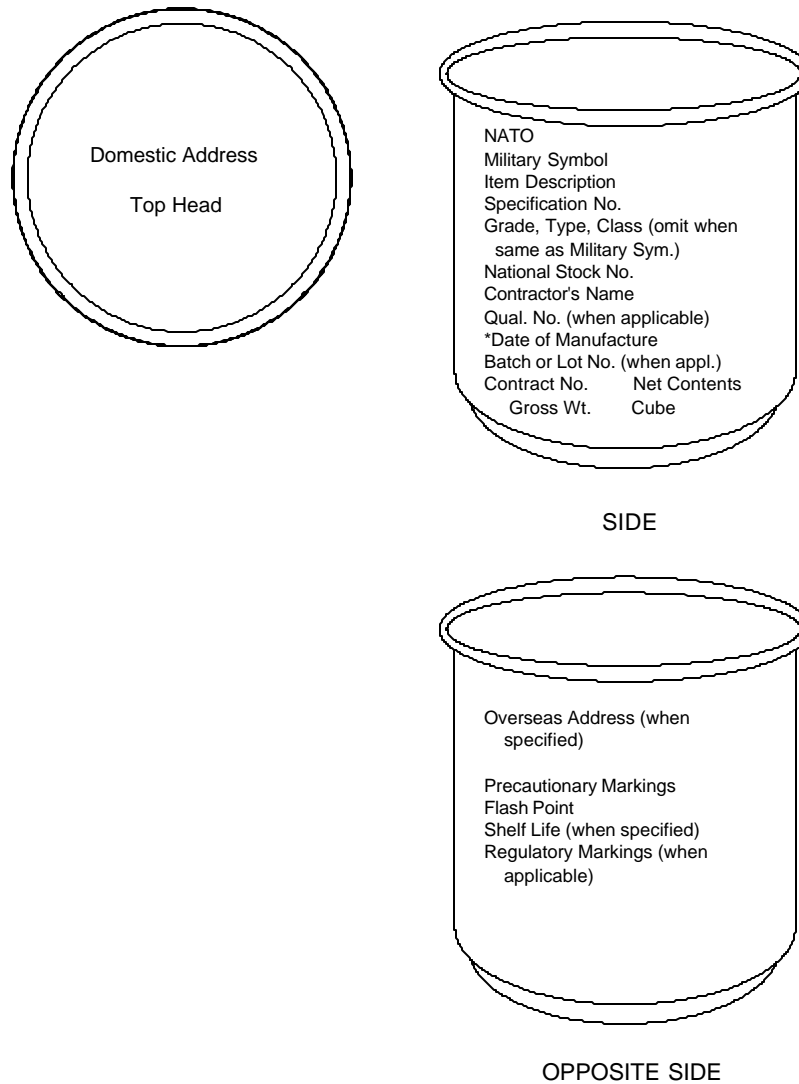 Domestic Address
Top Head
NATO
Military Symbol
Item Description
Specification No.
Grade, Type, Class (omit when
same as Military Sym.)
National Stock No.
Contractor's Name
Qual. No. (when applicable)
*Date of Manufacture
Batch or Lot No. (when appl.)
Contract No. Net Contents
Gross Wt. Cube
SIDE
Overseas Address (when
specified)
Precautionary Markings
Flash Point
Shelf Life (when specified)
Regulatory Markings (when
applicable)
OPPOSITE SIDE